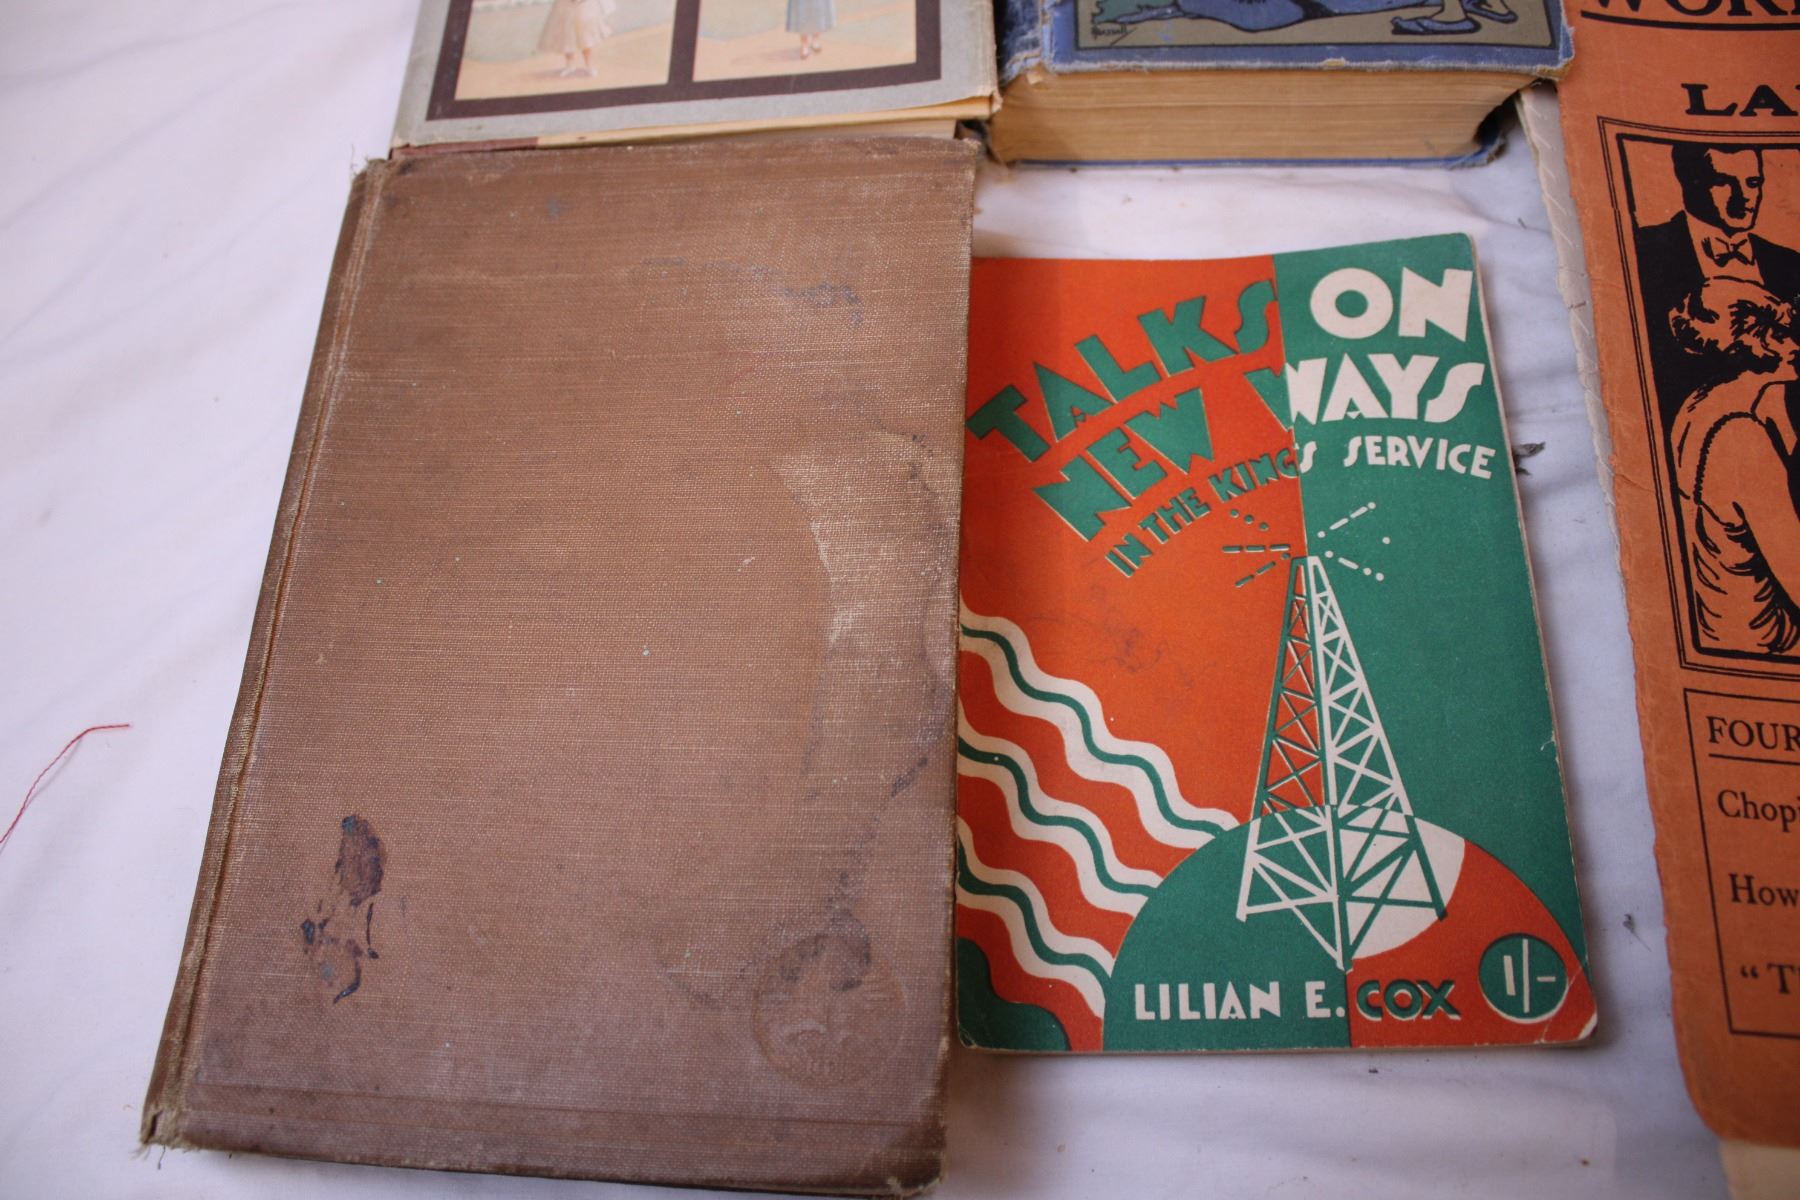 TALKS ON
NEW WAYS
IN THE KING'S SERVICE
LILIAN E. COX
1/-
FOUR
Chopi
How
"T
LA